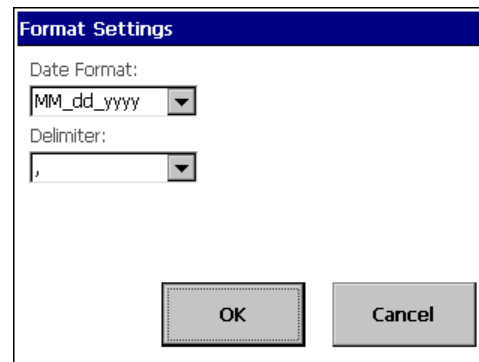 Format Settings
Date Format:
MM_dd_yyyy
Delimiter:
,
OK
Cancel